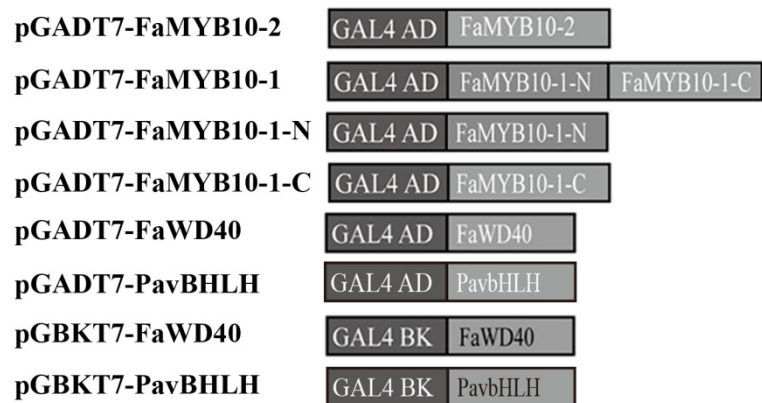 pGADT7-FaMYB10-2 GAL4 AD FaMYB10-2
pGADT7-FaMYB10-1 GAL4 AD FaMYB10-1-N FaMYB10-1-C
pGADT7-FaMYB10-1-N GAL4 AD FaMYB10-1-N
pGADT7-FaMYB10-1-C GAL4 AD FaMYB10-1-C
pGADT7-FaWD40 GAL4 AD FaWD40
pGADT7-PavBHLH GAL4 AD PavbHLH
pGBKT7-FaWD40 GAL4 BK FaWD40
pGBKT7-PavBHLH GAL4 BK PavbHLH